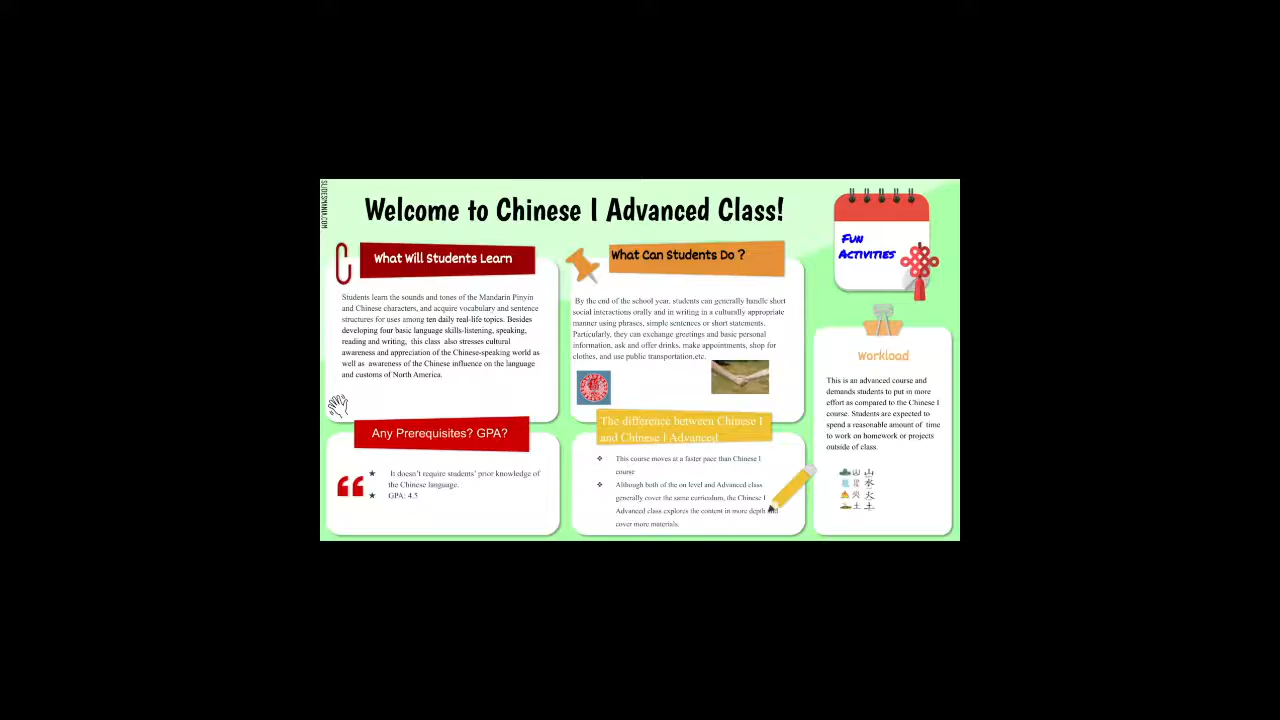 SLIDESMANIA.COM
Welcome to Chinese I Advanced Class!
Fun
Activities
What Will Students Learn
Students learn the sounds and tones of the Mandarin Pinyin
and Chinese characters, and acquire vocabulary and sentence
structures for uses among ten daily real-life topics. Besides
developing four basic language skills-listening, speaking,
reading and writing, this class also stresses cultural
awareness and appreciation of the Chinese-speaking world as
well as awareness of the Chinese influence on the language
and customs of North America.
What Can Students Do ?
By the end of the school year, students can generally handle short
social interactions orally and in writing in a culturally appropriate
manner using phrases, simple sentences or short statements.
Particularly, they can exchange greetings and basic personal
information, ask and offer drinks, make appointments, shop for
clothes, and use public transportation,etc.
Any Prerequisites? GPA?
It doesn't require students' prior knowledge of
the Chinese language.
GPA: 4.5
The difference between Chinese I
and Chinese I Advanced
This course moves at a faster pace than Chinese I
course
Although both of the on level and Advanced class
generally cover the same curriculum, the Chinese I
Advanced class explores the content in more depth and
cover more materials.
Workload
This is an advanced course and
demands students to put in more
effort as compared to the Chinese I
course. Students are expected to
spend a reasonable amount of time
to work on homework or projects
outside of class.
山
水
火
土